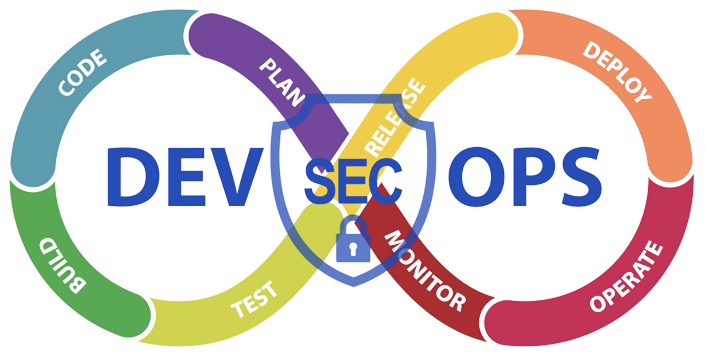 CODE
PLAN
RELEASE
DEPLOY
DEV SEC OPS
BUILD
TEST
MONITOR
OPERATE